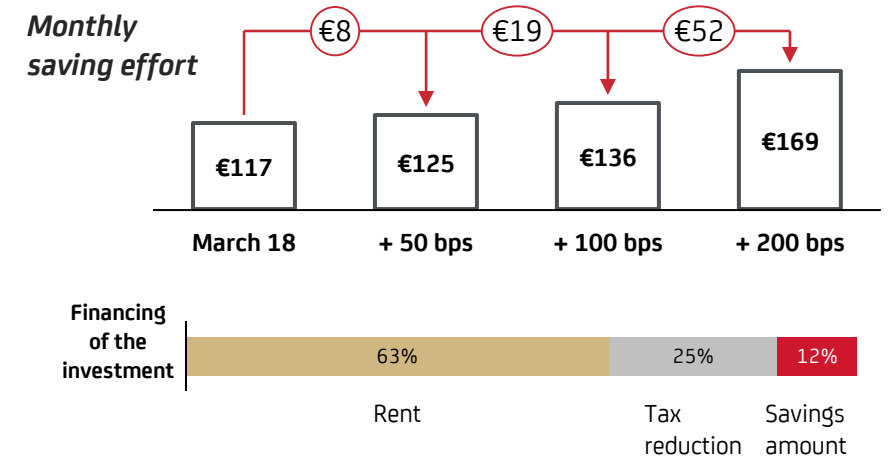 Monthly
saving effort
€8
€19
€52
€117
€125
€136
€169
March 18
+ 50 bps
+ 100 bps
+ 200 bps
Financing
of the
investment
63%
25%
12%
Rent
Tax
reduction
Savings
amount